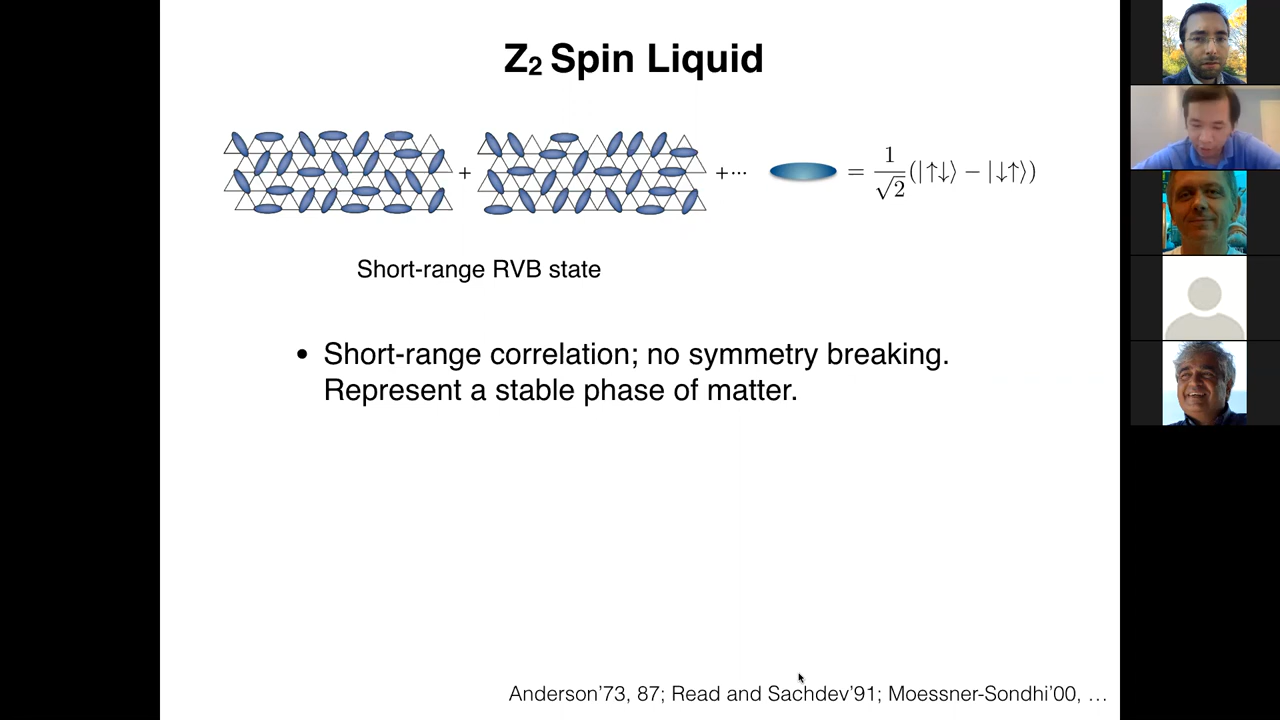 Z₂ Spin Liquid
+ +··· = 1/√2 (|↑↓⟩ − |↓↑⟩)
Short-range RVB state
• Short-range correlation; no symmetry breaking.
Represent a stable phase of matter.
Anderson’73, 87; Read and Sachdev’91; Moessner-Sondhi’00, …